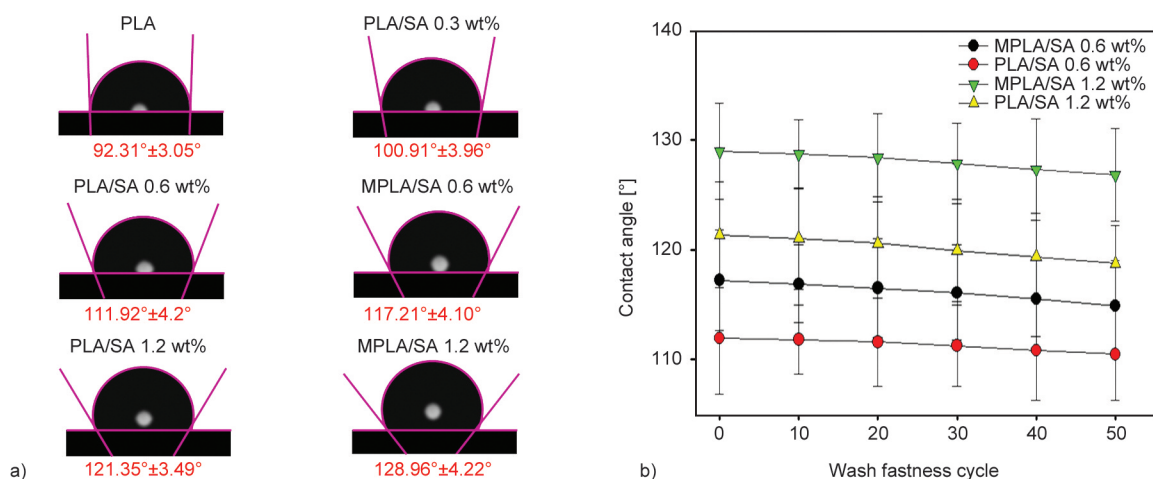 PLA
92.31°±3.05°
PLA/SA 0.3 wt%
100.91°±3.96°
PLA/SA 0.6 wt%
111.92°±4.2°
MPLA/SA 0.6 wt%
117.21°±4.10°
PLA/SA 1.2 wt%
121.35°±3.49°
MPLA/SA 1.2 wt%
128.96°±4.22°
a)
140
130
120
110
Contact angle [°]
MPLA/SA 0.6 wt%
PLA/SA 0.6 wt%
MPLA/SA 1.2 wt%
PLA/SA 1.2 wt%
0 10 20 30 40 50
Wash fastness cycle
b)